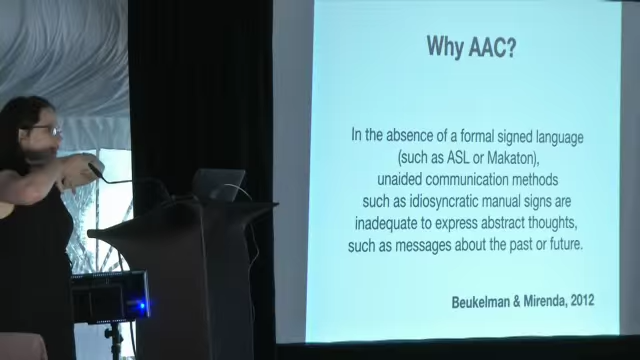 Why AAC?
In the absence of a formal signed language
(such as ASL or Makaton),
unaided communication methods
such as idiosyncratic manual signs are
inadequate to express abstract thoughts,
such as messages about the past or future.
Beukelman & Mirenda, 2012